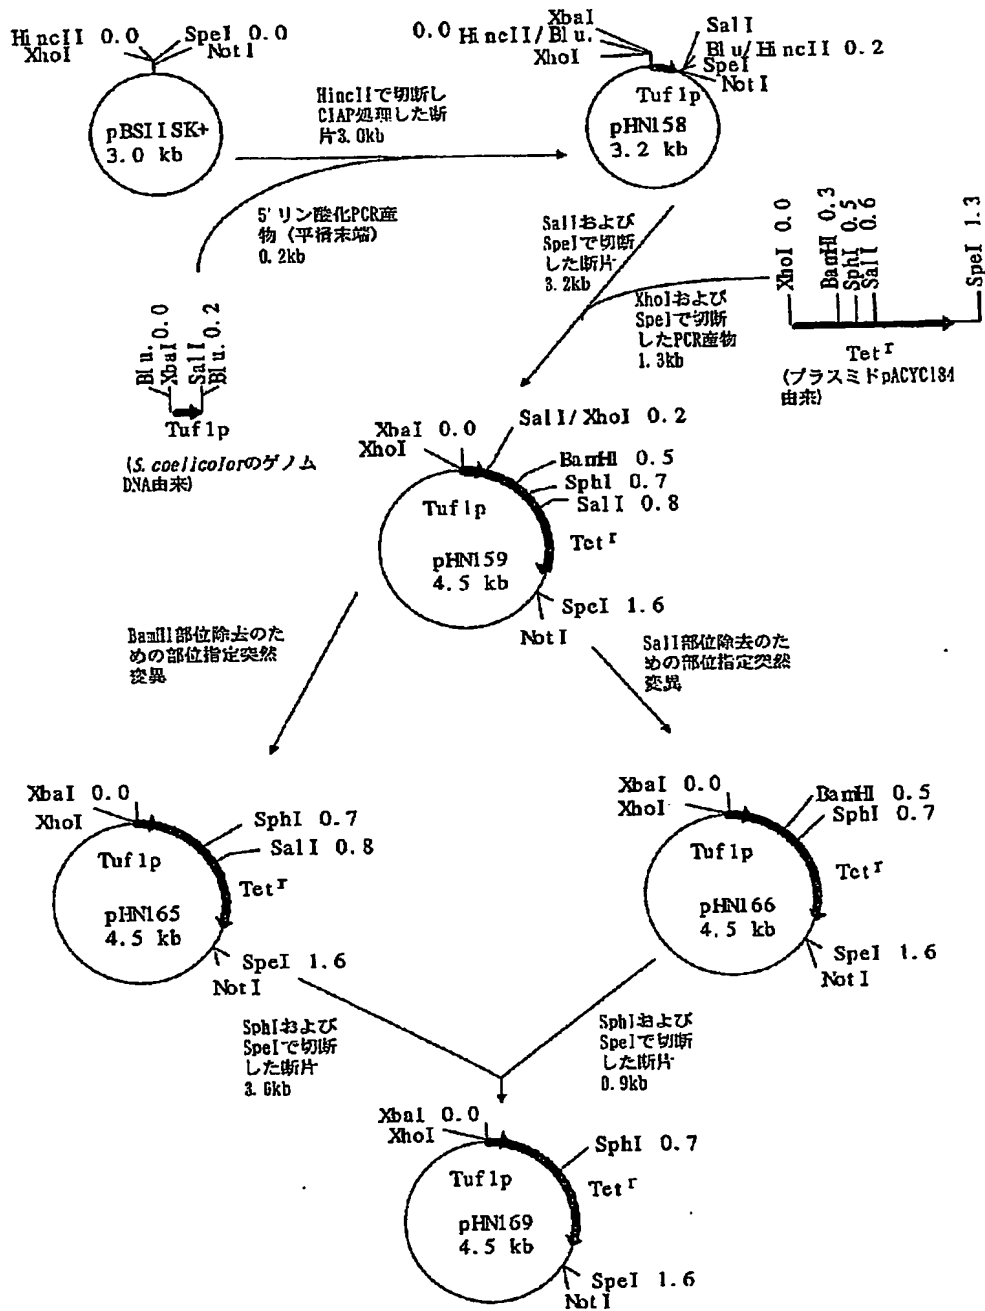 HincII 0.0
XhoI
SpeI 0.0
Not I
pBSIISK+
3.0 kb
HincIIで切断し
CIAP処理した断
片3.0kb
XbaI
0.0 HincII/Blu.
XhoI
Sal I
Blu/HincII 0.2
SpeI
Not I
Tuf1p
pHN158
3.2 kb
5' リン酸化PCR産
物（平滑末端）
0.2kb
Blu.
XbaI 0.0
Sal I
Blu. 0.2
Tuf1p
(S. coelicolorのゲノム
DNA由来)
SalIおよび
SpeIで切断
した断片
3.2kb
XhoIおよび
SpeIで切断
したPCR産物
1.3kb
XhoI 0.0
BamHI 0.3
SphI 0.5
Sal I 0.6
SpeI 1.3
Tet r
(プラスミドpACYC184
由来)
XbaI 0.0
XhoI
Sal I/XhoI 0.2
BamHI 0.5
SphI 0.7
Sal I 0.8
Tuf1p
Tet r
pHN159
4.5 kb
SpeI 1.6
Not I
BamHI部位除去のた
めの部位指定突然
変異
SalI部位除去のた
めの部位指定突然
変異
XbaI 0.0
XhoI
SphI 0.7
Sal I 0.8
Tuf1p
Tet r
pHN165
4.5 kb
SpeI 1.6
Not I
XbaI 0.0
XhoI
BamHI 0.5
SphI 0.7
Tuf1p
Tet r
pHN166
4.5 kb
SpeI 1.6
Not I
SphIおよび
SpeIで切断
した断片
3.6kb
SphIおよび
SpeIで切断
した断片
0.9kb
XbaI 0.0
XhoI
SphI 0.7
Tuf1p
Tet r
pHN169
4.5 kb
SpeI 1.6
Not I